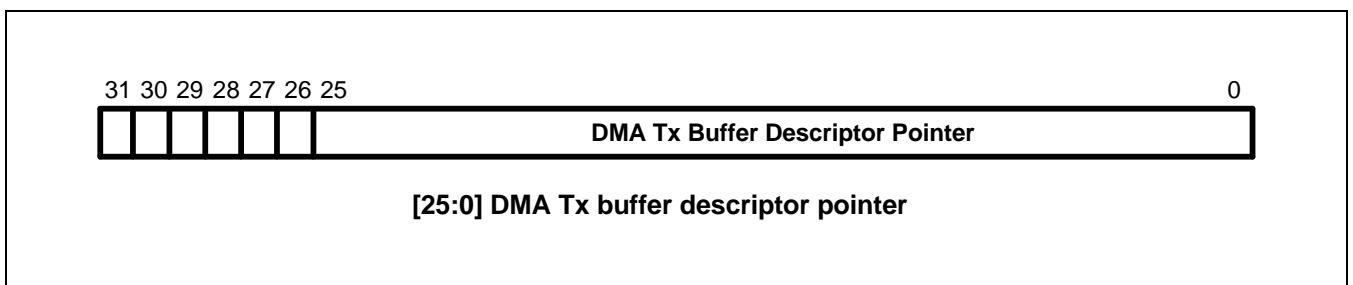 31 30 29 28 27 26 25 0
DMA Tx Buffer Descriptor Pointer
[25:0] DMA Tx buffer descriptor pointer